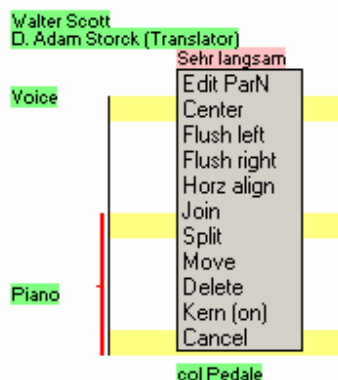 Walter Scott
D. Adam Storck (Translator)
Sehr langsam
Voice
Edit ParN
Center
Flush left
Flush right
Horz align
Join
Split
Move
Delete
Kern (on)
Cancel
Piano
col Pedale